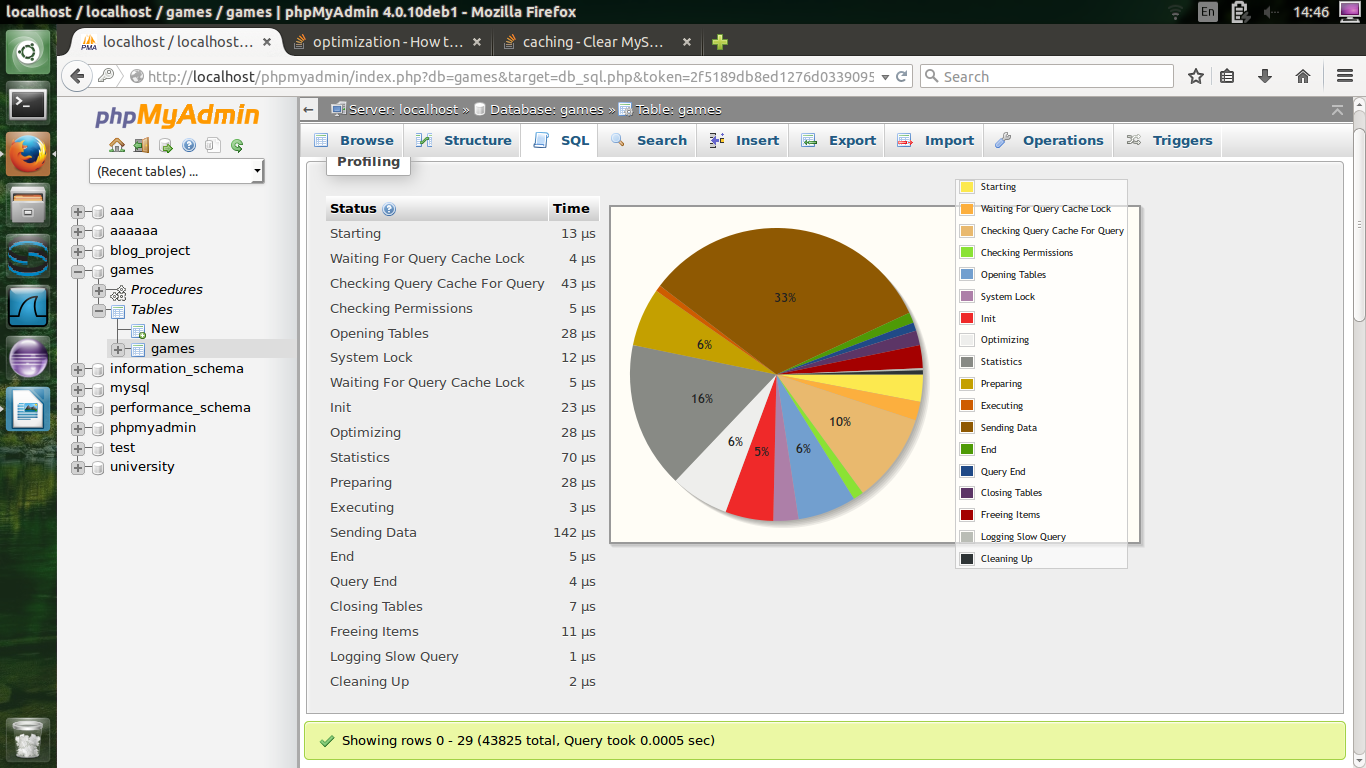 localhost / localhost / games / games | phpMyAdmin 4.0.10deb1 - Mozilla Firefox
En
14:46
PMA
localhost / localhost...
optimization - How t...
caching - Clear MyS...
http://localhost/phpmyadmin/index.php?db=games&target=db_sql.php&token=2f5189db8ed1276d0339095
Search
phpMyAdmin
(Recent tables) ...
aaa
aaaaaa
blog_project
games
Procedures
Tables
New
games
information_schema
mysql
performance_schema
phpmyadmin
test
university
Server: localhost » Database: games » Table: games
Browse
Structure
SQL
Search
Insert
Export
Import
Operations
Triggers
Profiling
Status Time
Starting 13 µs
Waiting For Query Cache Lock 4 µs
Checking Query Cache For Query 43 µs
Checking Permissions 5 µs
Opening Tables 28 µs
System Lock 12 µs
Waiting For Query Cache Lock 5 µs
Init 23 µs
Optimizing 28 µs
Statistics 70 µs
Preparing 28 µs
Executing 3 µs
Sending Data 142 µs
End 5 µs
Query End 4 µs
Closing Tables 7 µs
Freeing Items 11 µs
Logging Slow Query 1 µs
Cleaning Up 2 µs
33%
6%
16%
10%
6%
5%
6%
Starting
Waiting For Query Cache Lock
Checking Query Cache For Query
Checking Permissions
Opening Tables
System Lock
Init
Optimizing
Statistics
Preparing
Executing
Sending Data
End
Query End
Closing Tables
Freeing Items
Logging Slow Query
Cleaning Up
Showing rows 0 - 29 (43825 total, Query took 0.0005 sec)